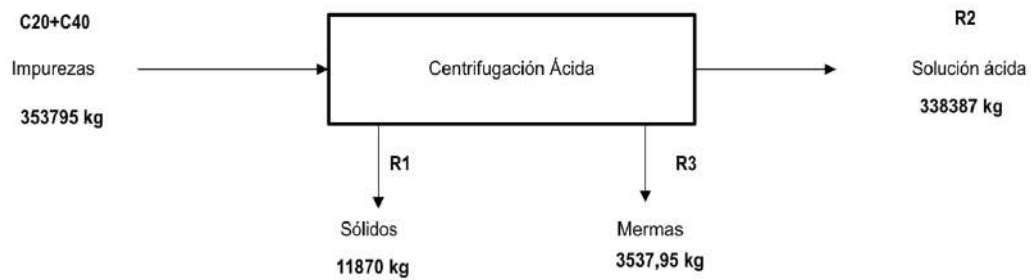 C20+C40
Impurezas
353795 kg
Centrifugación Ácida
R2
Solución ácida
338387 kg
R1
Sólidos
11870 kg
R3
Mermas
3537,95 kg